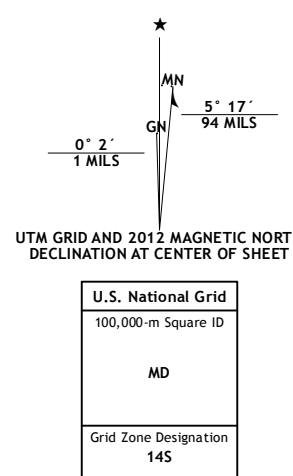 ★
MN
5° 17´
94 MILS
GN
0° 2´
1 MILS
UTM GRID AND 2012 MAGNETIC NORT
DECLINATION AT CENTER OF SHEET
U.S. National Grid
100,000-m Square ID
MD
Grid Zone Designation
14S